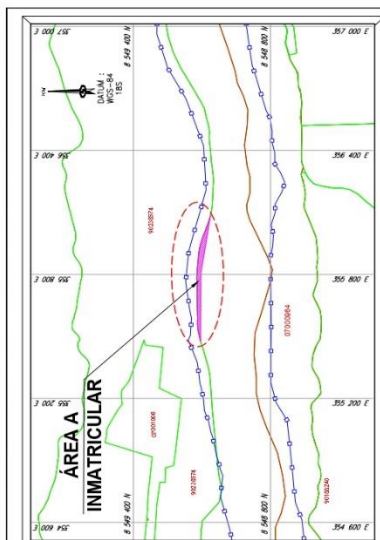 ÁREA A
INMATRICULAR
DATUM :
WGS-84
18S
357 000 E
356 400 E
355 800 E
355 200 E
354 600 E
8 549 400 N
8 548 800 N
357 000 E
356 400 E
355 800 E
355 200 E
354 600 E
8 549 400 N
8 548 800 N
07000864